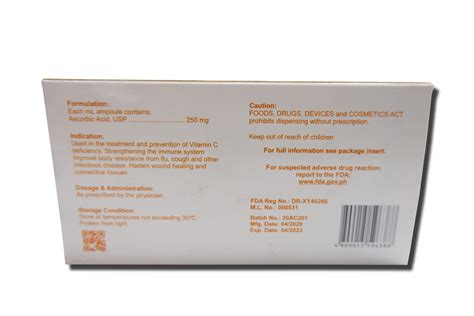 Formulation:
Each mL ampoule contains:
Ascorbic Acid, USP 250 mg
Indication:
Used in the treatment and prevention of Vitamin C
deficiency. Strengthening the immune system
improve body resistance from flu, cough and other
infectious disease. Hasten wound healing and
connective tissues.
Dosage & Administration:
As prescribed by the physician.
Storage Condition:
Store at temperatures not exceeding 30°C.
Protect from light.
Caution:
FOODS, DRUGS, DEVICES and COSMETICS ACT
prohibits dispensing without prescription.
Keep out of reach of children.
For full information see package insert.
For suspected adverse drug reaction,
report to the FDA:
www.fda.gov.ph
FDA Reg No.: DR-XY46266
M.L. No.: 000531
Batch No.: 20AC201
Mfg. Date: 04/2020
Exp. Date: 04/2023